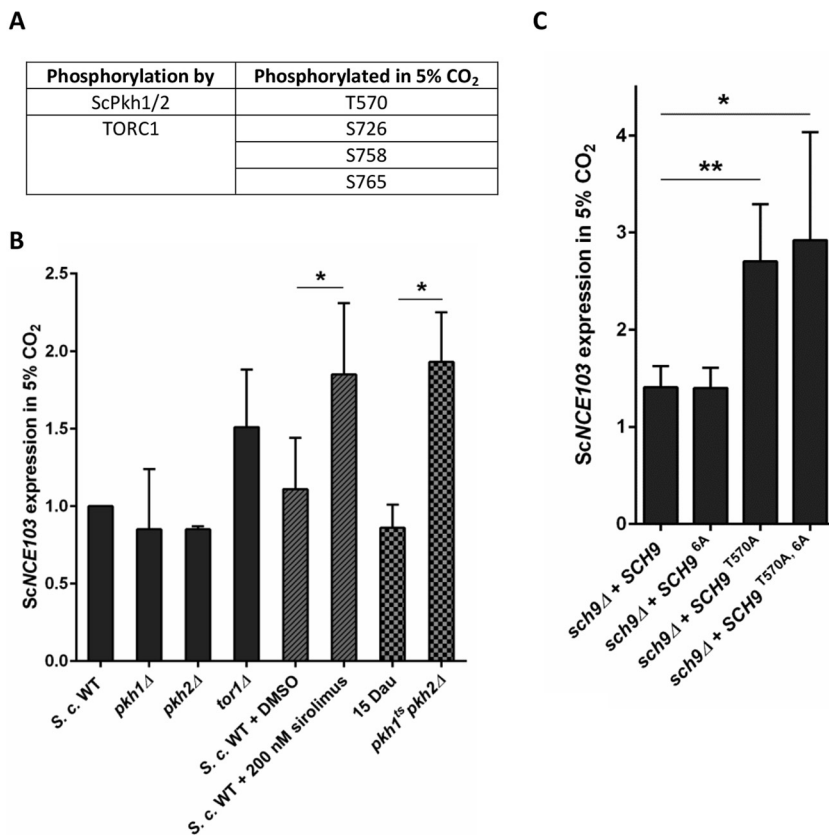 A
Phosphorylation by Phosphorylated in 5% CO₂
ScPkh1/2 T570
TORC1 S726
S758
S765
B
ScNCE103 expression in 5% CO₂
2.5
2.0
1.5
1.0
0.5
0.0
*
*
S. c. WT
pkh1Δ
pkh2Δ
tor1Δ
S. c. WT + DMSO
S. c. WT + 200 nM sirolimus
15 Dau
pkh1ᵗˢ pkh2Δ
C
ScNCE103 expression in 5% CO₂
4
3
2
1
0
*
**
sch9Δ + SCH9
sch9Δ + SCH9 ⁶ᴬ
sch9Δ + SCH9 ᵀ⁵⁷⁰ᴬ
sch9Δ + SCH9 ᵀ⁵⁷⁰ᴬ, ⁶ᴬ